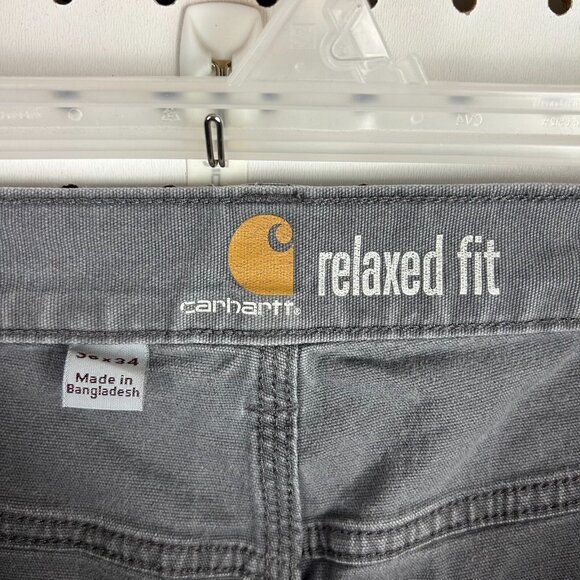 carhartt®
relaxed fit
Made in
Bangladesh